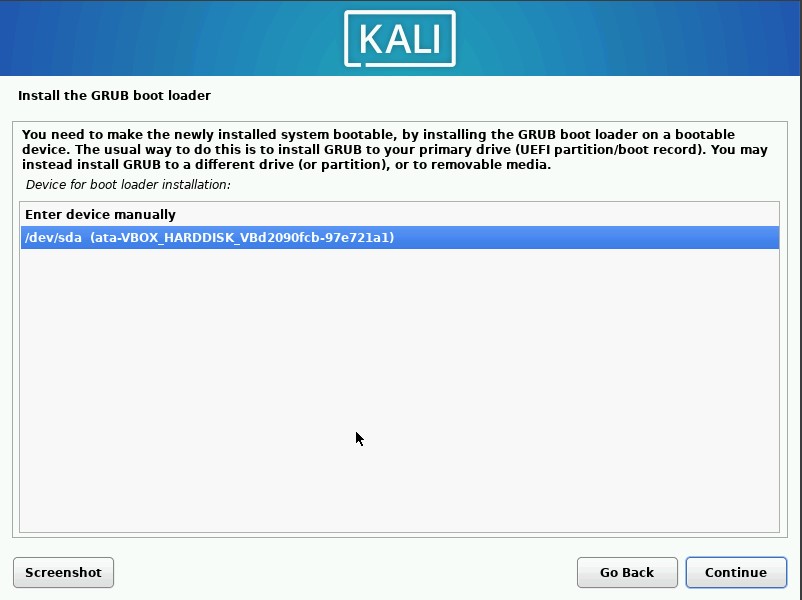 KALI
Install the GRUB boot loader
You need to make the newly installed system bootable, by installing the GRUB boot loader on a bootable
device. The usual way to do this is to install GRUB to your primary drive (UEFI partition/boot record). You may
instead install GRUB to a different drive (or partition), or to removable media.
Device for boot loader installation:
Enter device manually
/dev/sda  (ata-VBOX_HARDDISK_VBd2090fcb-97e721a1)
Screenshot
Go Back
Continue